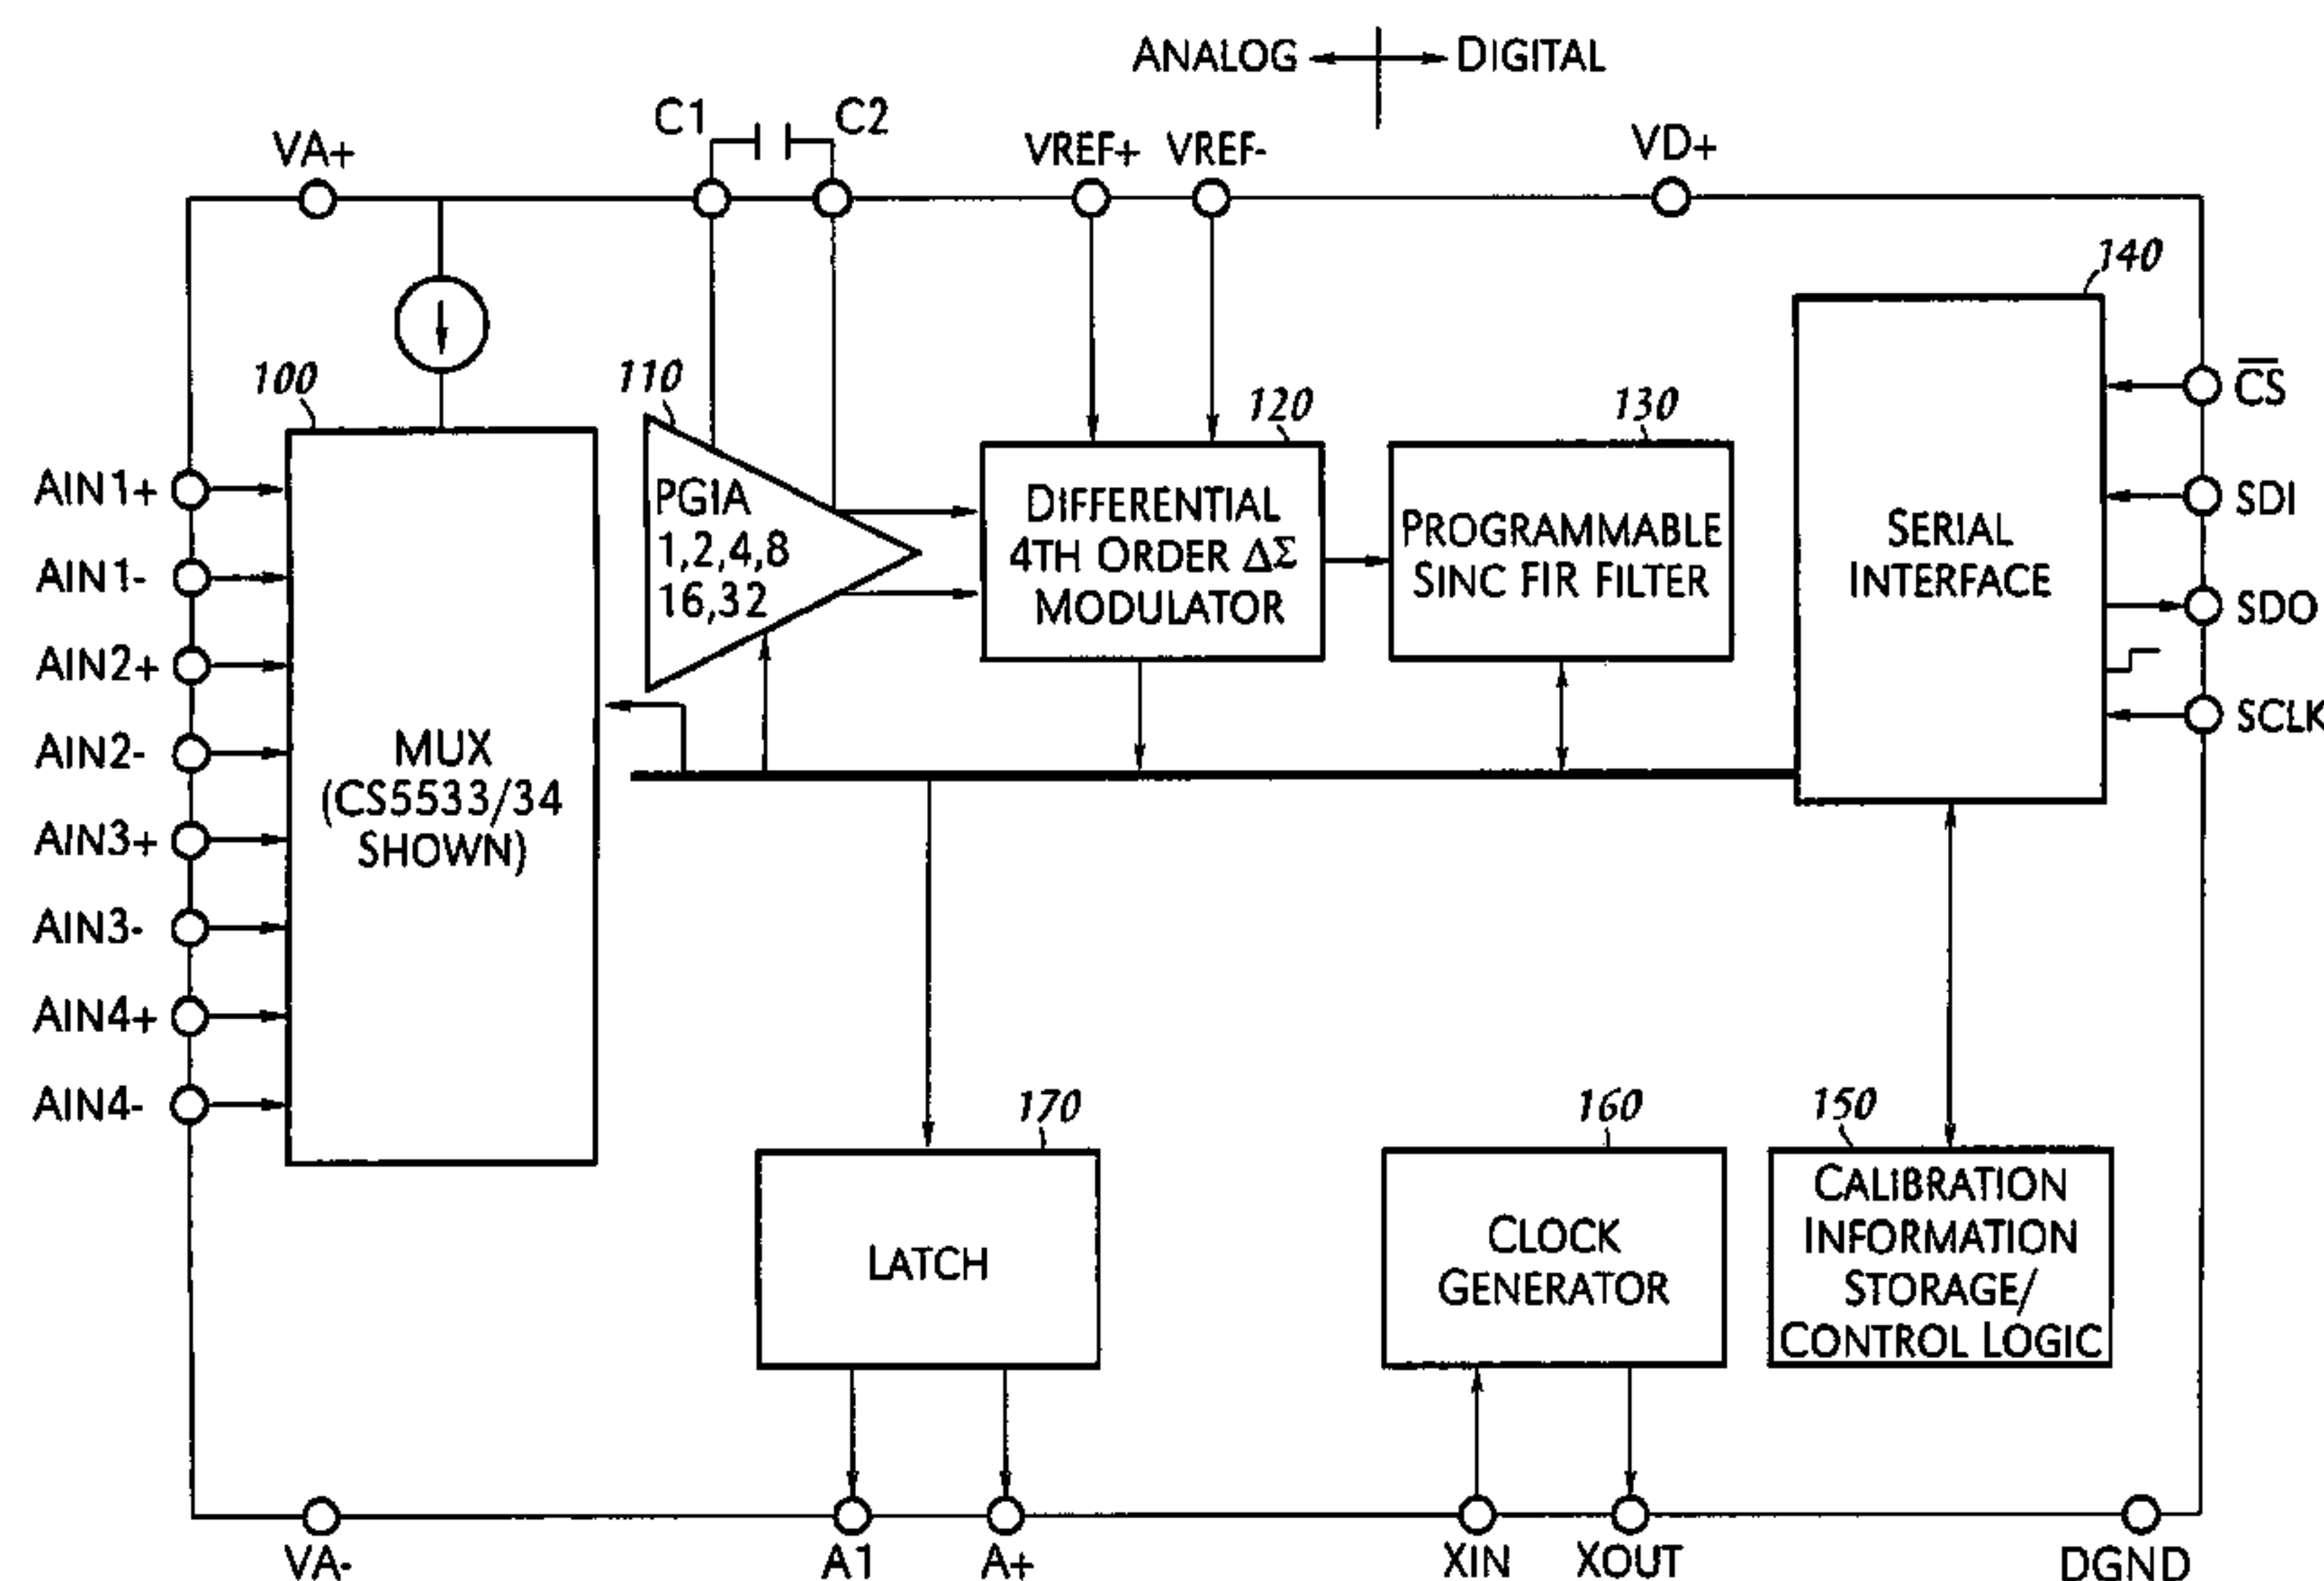 ANALOG
DIGITAL
C1
C2
VA+
VREF+
VREF-
VD+
140
100
110
120
130
CS
AIN1+
AIN1-
AIN2+
AIN2-
AIN3+
AIN3-
AIN4+
AIN4-
MUX
(CS5533/34
SHOWN)
PGIA
1,2,4,8
16,32
DIFFERENTIAL
4TH ORDER ΔΣ
MODULATOR
PROGRAMMABLE
SINC FIR FILTER
SERIAL
INTERFACE
SDI
SDO
SCLK
170
160
150
LATCH
CLOCK
GENERATOR
CALIBRATION
INFORMATION
STORAGE/
CONTROL LOGIC
VA-
A1
A+
XIN
XOUT
DGND